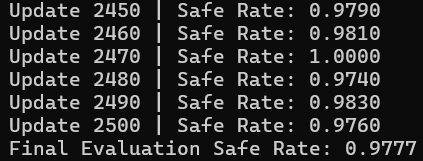 Update 2450 | Safe Rate: 0.9790
Update 2460 | Safe Rate: 0.9810
Update 2470 | Safe Rate: 1.0000
Update 2480 | Safe Rate: 0.9740
Update 2490 | Safe Rate: 0.9830
Update 2500 | Safe Rate: 0.9760
Final Evaluation Safe Rate: 0.9777